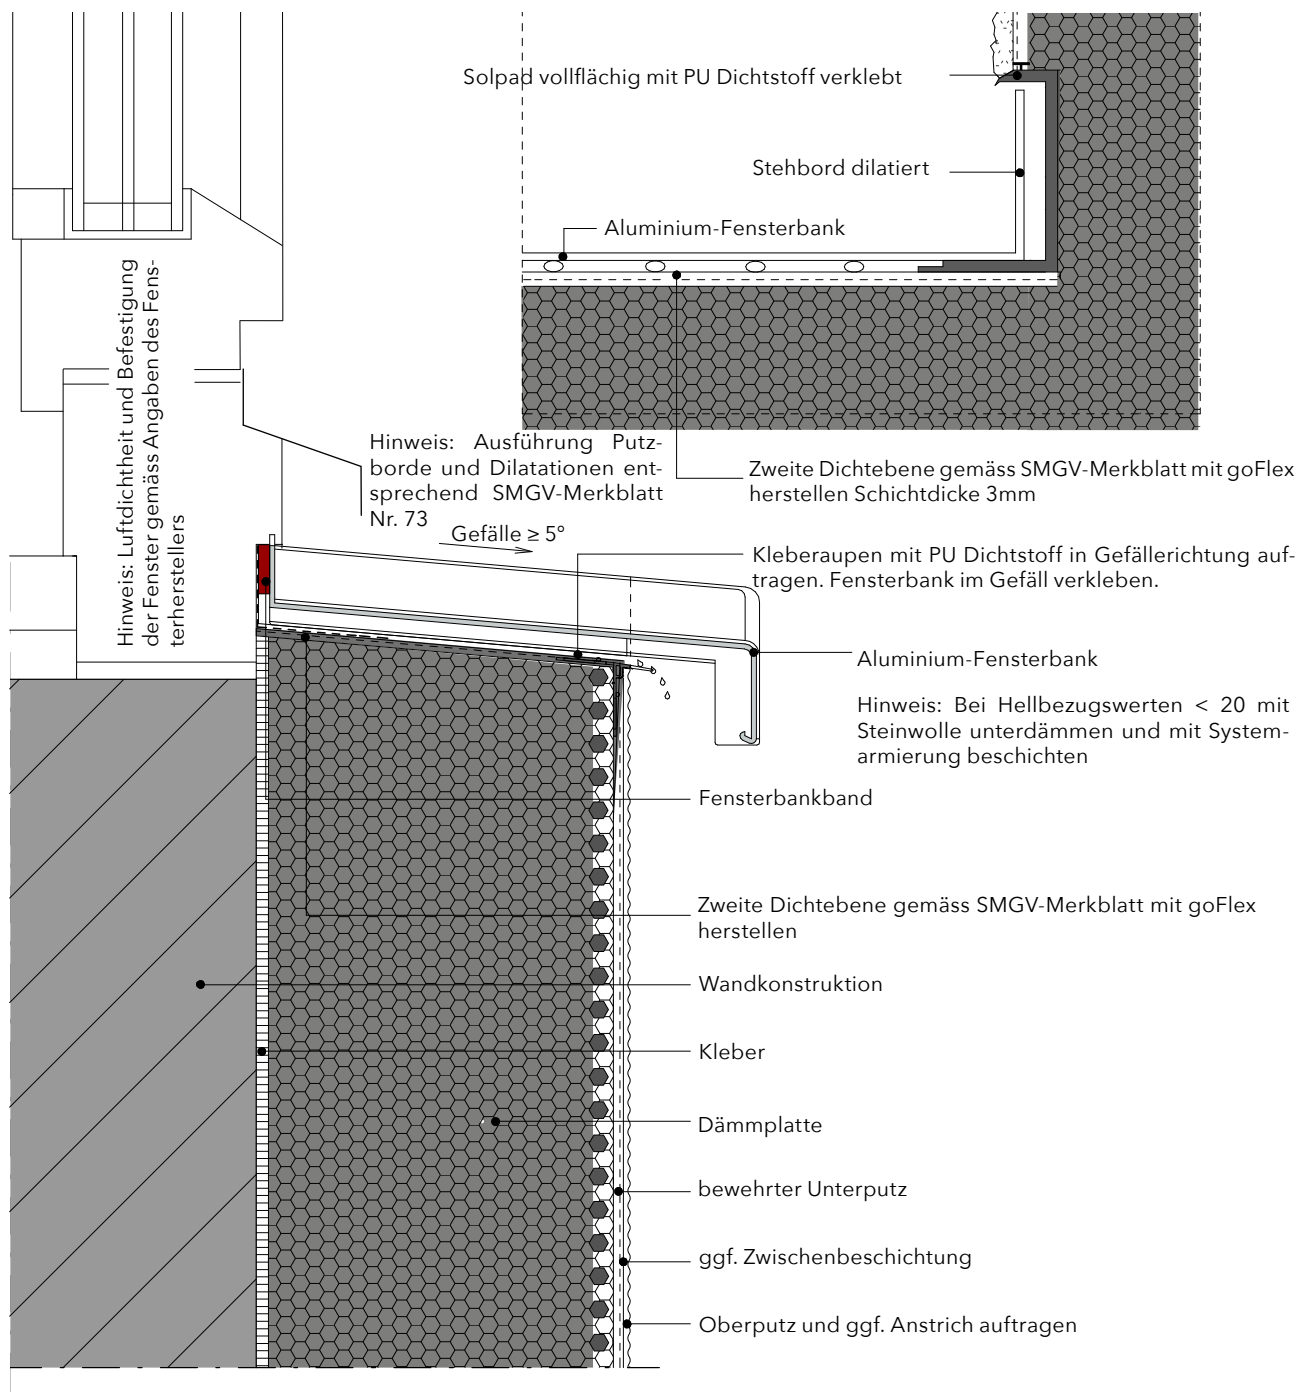 Solpad vollflächig mit PU Dichtstoff verklebt
Stehbord dilatiert
Aluminium-Fensterbank
Hinweis: Luftdichtheit und Befestigung
der Fenster gemäss Angaben des Fens-
terherstellers
Hinweis: Ausführung Putz-
borde und Dilatationen ent-
sprechend SMGV-Merkblatt
Nr. 73
Zweite Dichtebene gemäss SMGV-Merkblatt mit goFlex
herstellen Schichtdicke 3mm
Gefälle ≥ 5°
Kleberaupen mit PU Dichtstoff in Gefällerichtung auf-
tragen. Fensterbank im Gefäll verkleben.
Aluminium-Fensterbank
Hinweis: Bei Hellbezugswerten < 20 mit
Steinwolle unterdämmen und mit System-
armierung beschichten
Fensterbankband
Zweite Dichtebene gemäss SMGV-Merkblatt mit goFlex
herstellen
Wandkonstruktion
Kleber
Dämmplatte
bewehrter Unterputz
ggf. Zwischenbeschichtung
Oberputz und ggf. Anstrich auftragen